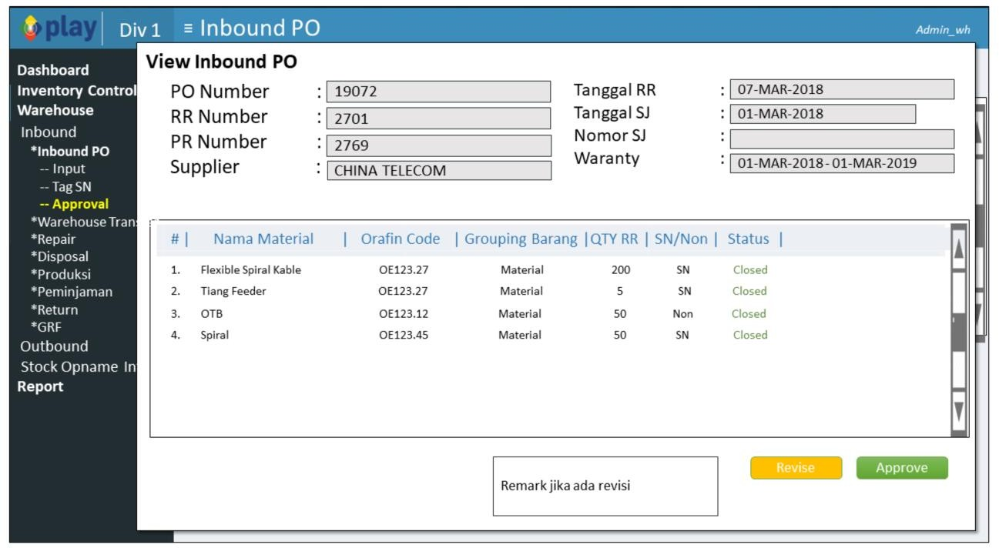 play Div 1 ≡ Inbound PO Admin_wh
Dashboard
Inventory Control
Warehouse
Inbound
*Inbound PO
-- Input
-- Tag SN
-- Approval
*Warehouse Trans
*Repair
*Disposal
*Produksi
*Peminjaman
*Return
*GRF
Outbound
Stock Opname In
Report
View Inbound PO
PO Number : 19072
RR Number : 2701
PR Number : 2769
Supplier : CHINA TELECOM
Tanggal RR : 07-MAR-2018
Tanggal SJ : 01-MAR-2018
Nomor SJ :
Waranty : 01-MAR-2018 - 01-MAR-2019
# | Nama Material | Orafin Code | Grouping Barang |QTY RR | SN/Non | Status |
1. Flexible Spiral Kable OE123.27 Material 200 SN Closed
2. Tiang Feeder OE123.27 Material 5 SN Closed
3. OTB OE123.12 Material 50 Non Closed
4. Spiral OE123.45 Material 50 SN Closed
Remark jika ada revisi
Revise Approve